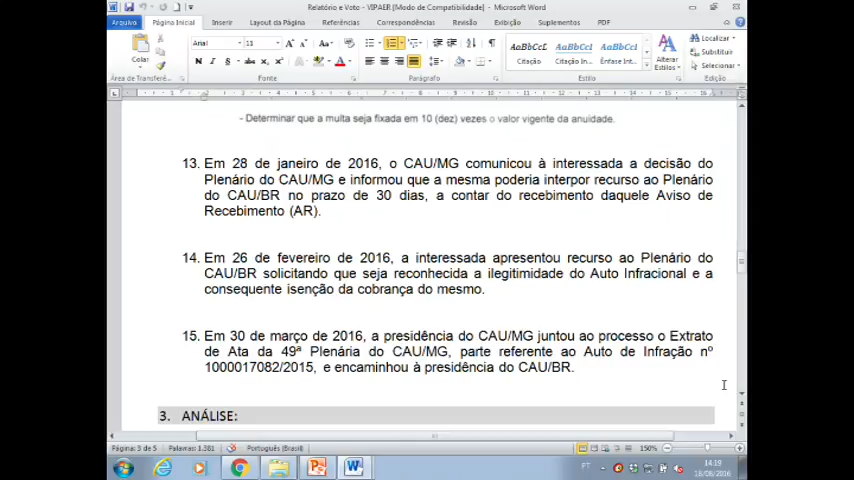 Relatório e Voto - VIPAER [Modo de Compatibilidade] - Microsoft Word
Arquivo Página Inicial Inserir Layout da Página Referências Correspondências Revisão Exibição Suplementos PDF
Arial 11 Localizar
Substituir
Selecionar
Colar
AaBbCcD AaBbCcI AaBbCcI
Citação Citação In... Ênfase Int...
Alterar Estilos
Área de Transferê... Fonte Parágrafo Estilo Edição
- Determinar que a multa seja fixada em 10 (dez) vezes o valor vigente da anuidade.
13. Em 28 de janeiro de 2016, o CAU/MG comunicou à interessada a decisão do
Plenário do CAU/MG e informou que a mesma poderia interpor recurso ao Plenário
do CAU/BR no prazo de 30 dias, a contar do recebimento daquele Aviso de
Recebimento (AR).
14. Em 26 de fevereiro de 2016, a interessada apresentou recurso ao Plenário do
CAU/BR solicitando que seja reconhecida a ilegitimidade do Auto Infracional e a
consequente isenção da cobrança do mesmo.
15. Em 30 de março de 2016, a presidência do CAU/MG juntou ao processo o Extrato
de Ata da 49ª Plenária do CAU/MG, parte referente ao Auto de Infração nº
1000017082/2015, e encaminhou à presidência do CAU/BR.
3. ANÁLISE:
Página: 3 de 5 Palavras: 1.381 Português (Brasil) 150%
PT 14:19
18/08/2016